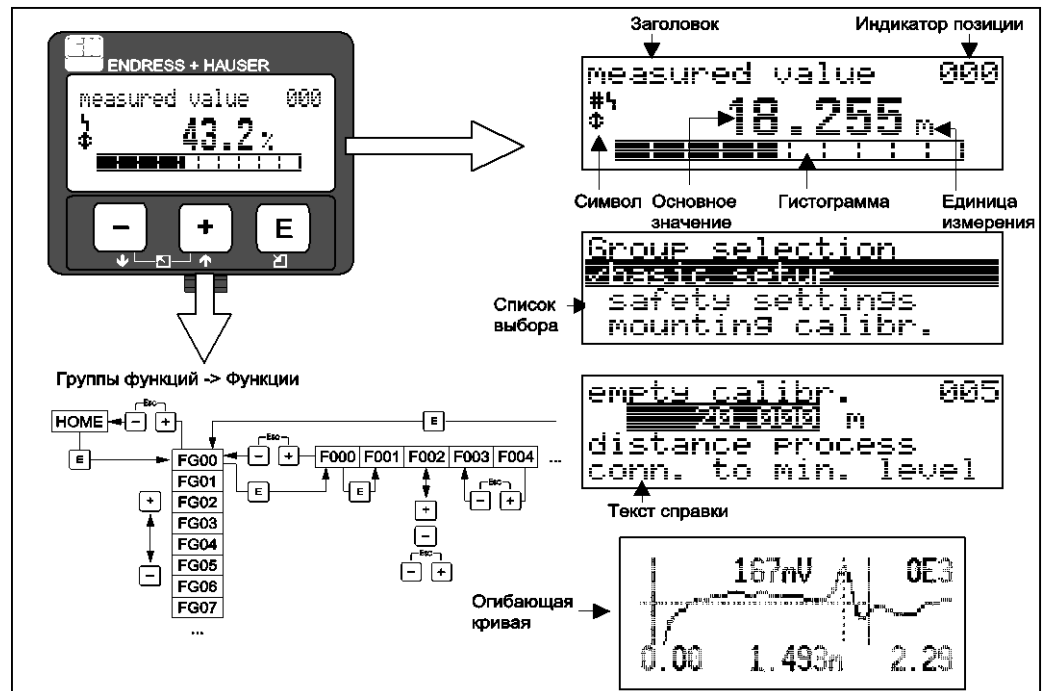 Заголовок
Индикатор позиции
ENDRESS + HAUSER
measured value 000
43.2%
- + E
measured value 000
18.255 m
Символ
Основное значение
Гистограмма
Единица измерения
Group selection
✓basic setup
safety settings
mounting calibr.
Список выбора
Группы функций -> Функции
empty calibr. 005
20.000 m
distance process
conn. to min. level
Текст справки
Esc
HOME - +
E
E
Esc
FG00 - + F000 F001 F002 F003 F004 ...
FG01 E E Esc - +
FG02
+
FG03
+
FG04
-
FG05
Esc
- FG06 - +
FG07
...
Огибающая кривая
167mV 0E3
0.00 1.493m 2.29